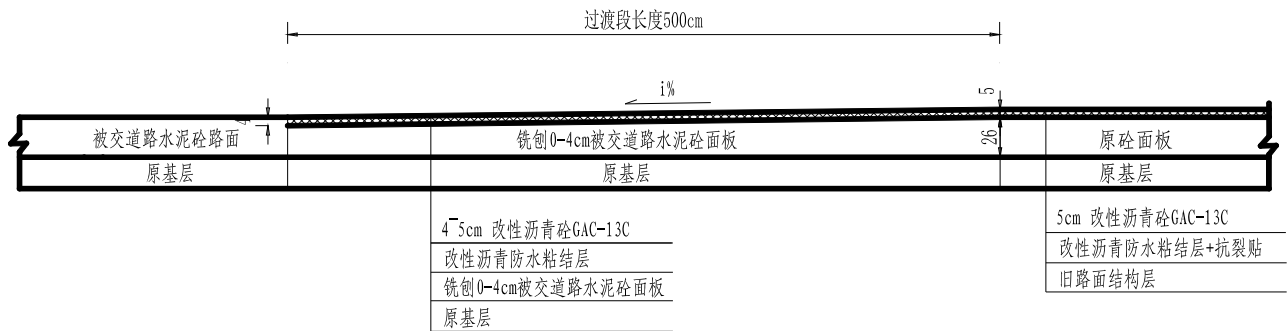 过渡段长度500cm
i%
5
4
被交道路水泥砼路面
铣刨0-4cm被交道路水泥砼面板
26
原砼面板
原基层
原基层
原基层
4~5cm 改性沥青砼GAC-13C
改性沥青防水粘结层
铣刨0-4cm被交道路水泥砼面板
原基层
5cm 改性沥青砼GAC-13C
改性沥青防水粘结层+抗裂贴
旧路面结构层